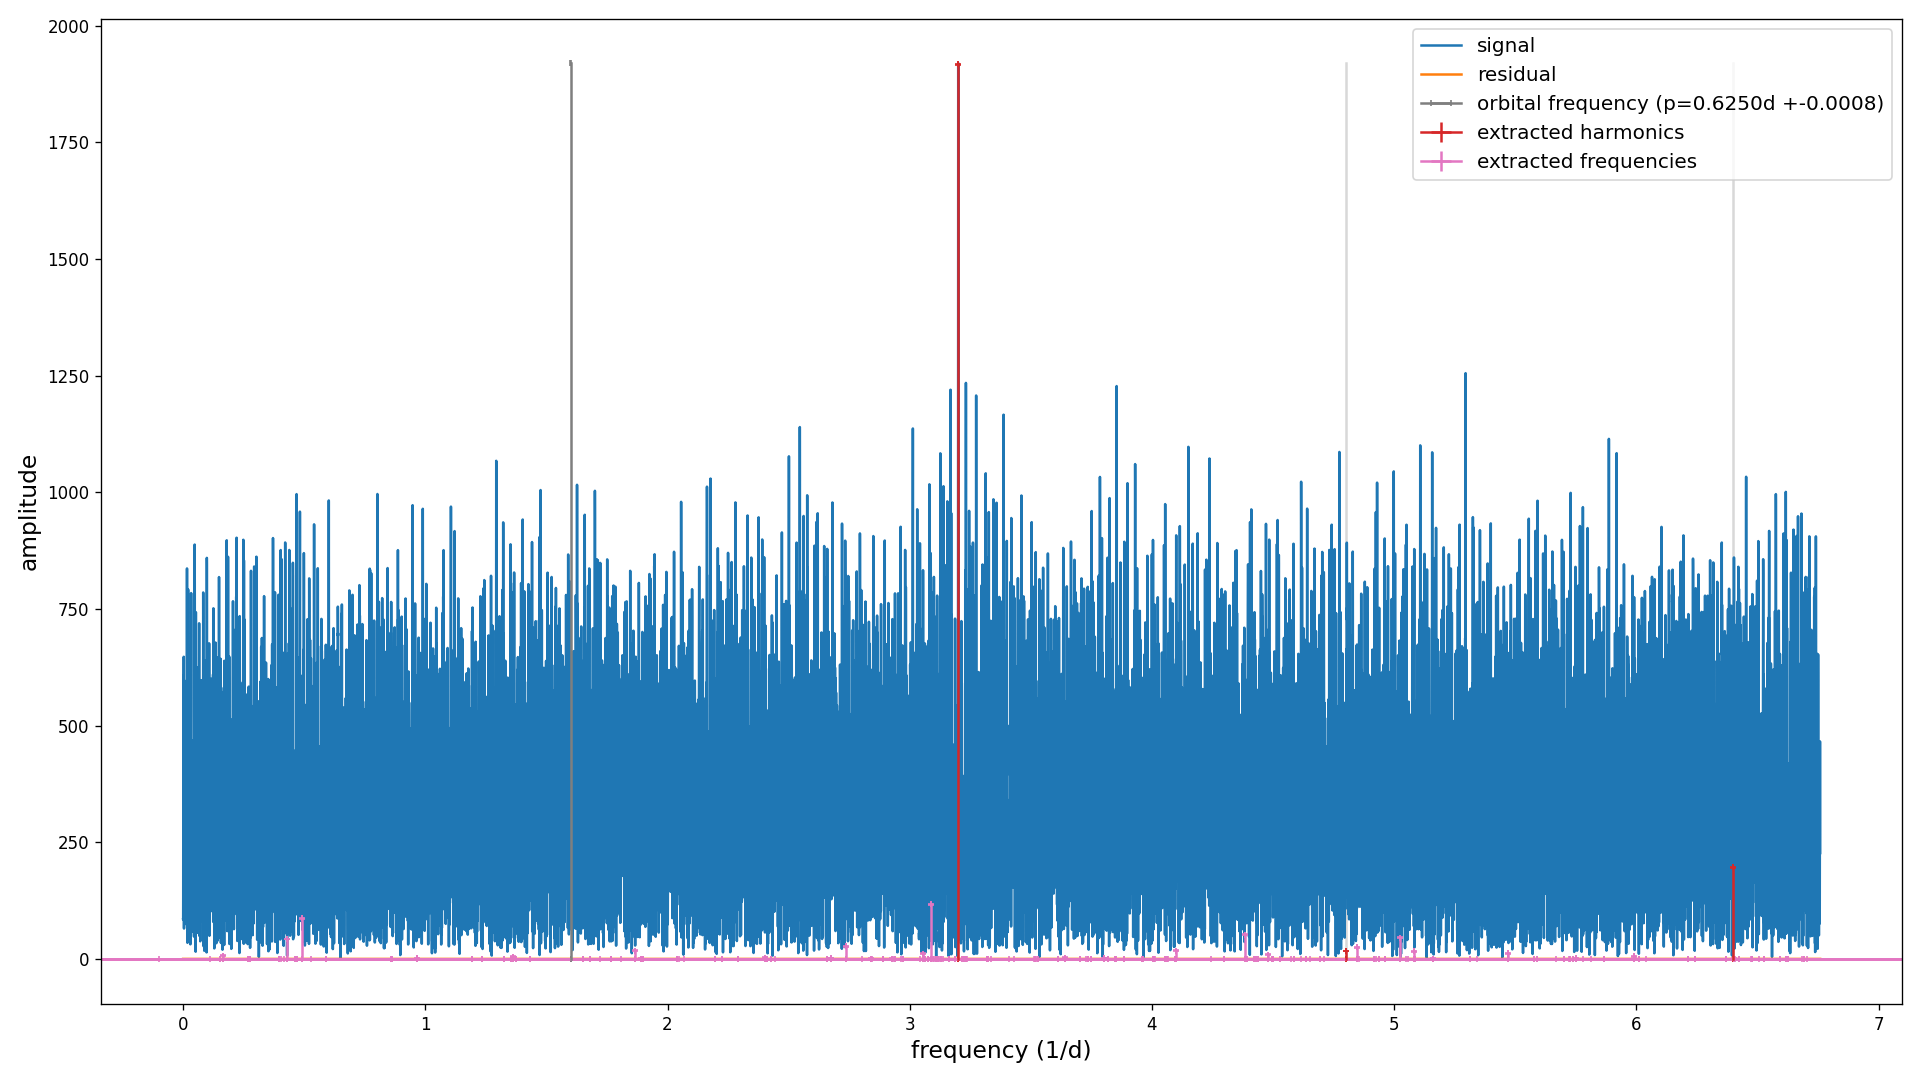 2000
1750
1500
1250
1000
750
500
250
0
amplitude
signal
residual
orbital frequency (p=0.6250d +-0.0008)
extracted harmonics
extracted frequencies
0 1 2 3 4 5 6 7
frequency (1/d)